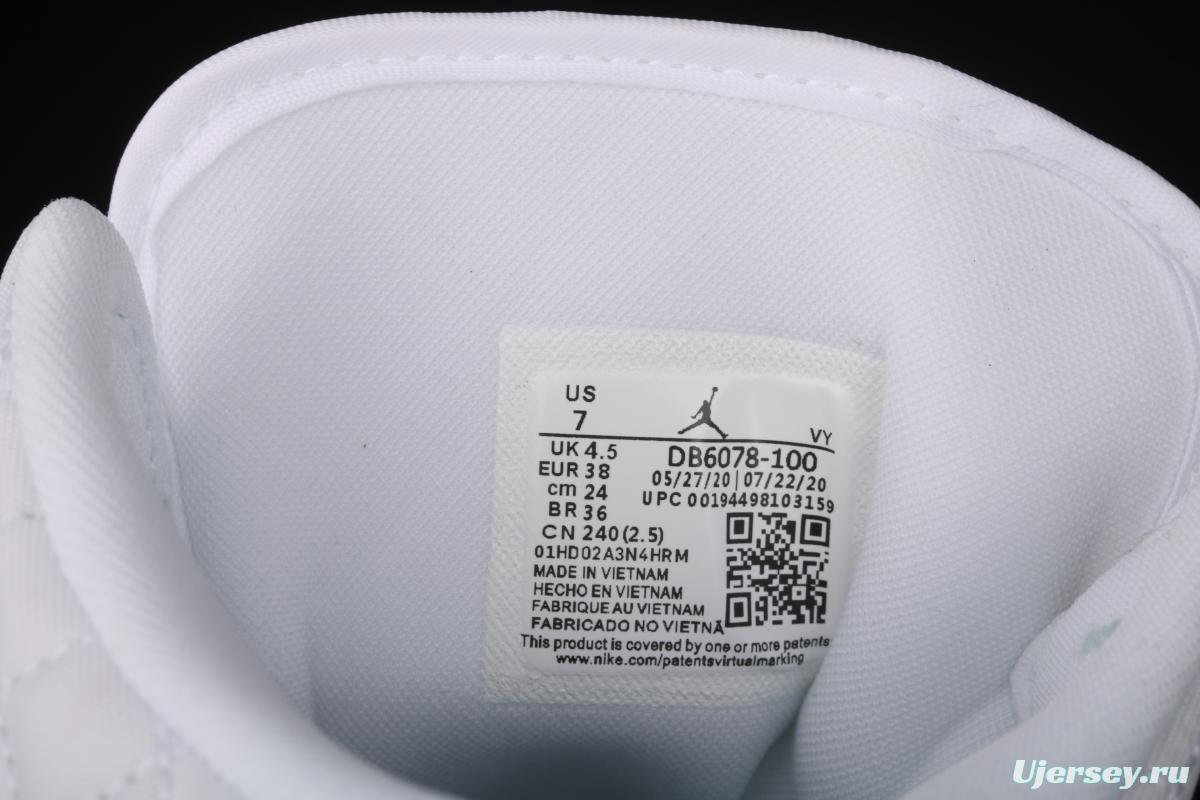 US
7
VY
UK 4.5
EUR 38
cm 24
BR 36
CN 240 (2.5)
DB6078-100
05/27/20 | 07/22/20
UPC 00194498103159
01HD02A3N4HRM
MADE IN VIETNAM
HECHO EN VIETNAM
FABRIQUE AU VIETNAM
FABRICADO NO VIETNÃ
This product is covered by one or more patents
www.nike.com/patentsvirtualmarking
Ujersey.ru